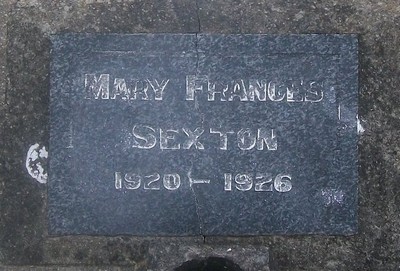 MARY FRANCES
SEXTON
1920 – 1926